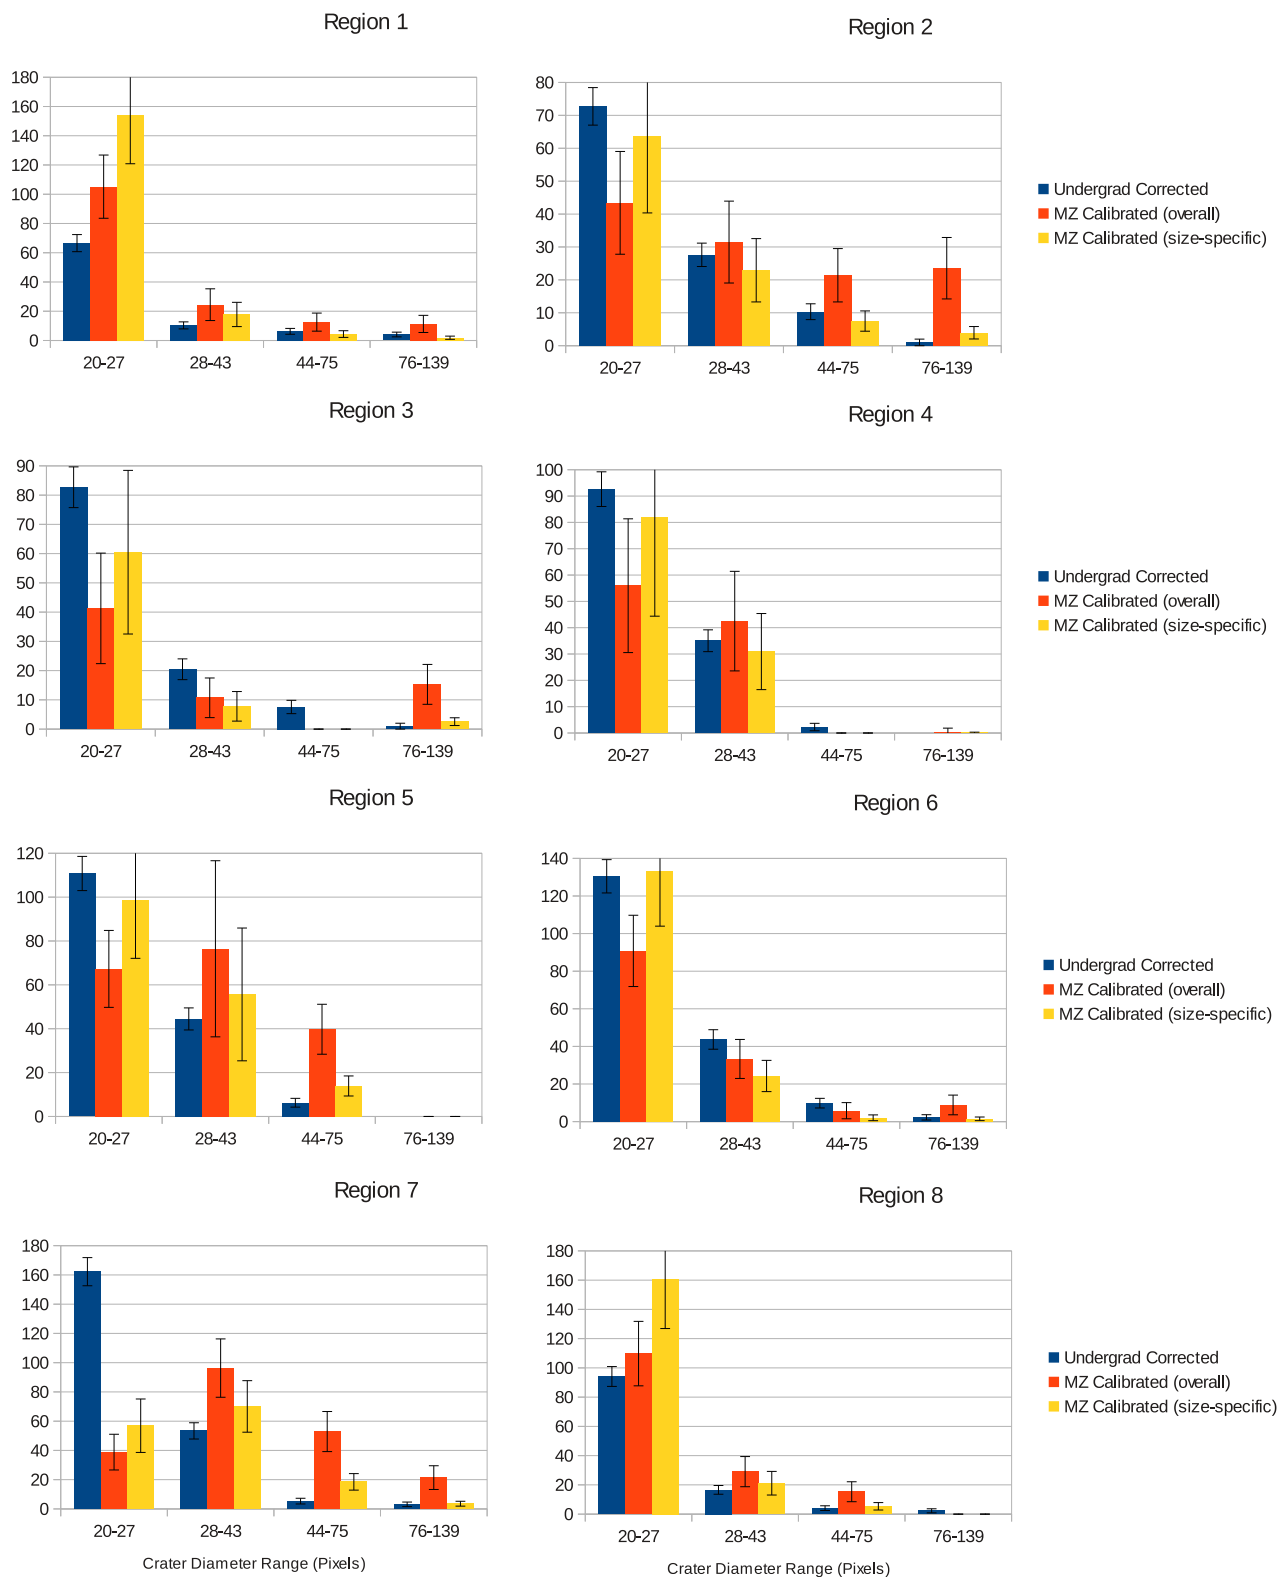 Region 1
180
160
140
120
100
80
60
40
20
0
20-27 28-43 44-75 76-139
Region 2
80
70
60
50
40
30
20
10
0
20-27 28-43 44-75 76-139
Undergrad Corrected
MZ Calibrated (overall)
MZ Calibrated (size-specific)
Region 3
90
80
70
60
50
40
30
20
10
0
20-27 28-43 44-75 76-139
Region 4
100
90
80
70
60
50
40
30
20
10
0
20-27 28-43 44-75 76-139
Undergrad Corrected
MZ Calibrated (overall)
MZ Calibrated (size-specific)
Region 5
120
100
80
60
40
20
0
20-27 28-43 44-75 76-139
Region 6
140
120
100
80
60
40
20
0
20-27 28-43 44-75 76-139
Undergrad Corrected
MZ Calibrated (overall)
MZ Calibrated (size-specific)
Region 7
180
160
140
120
100
80
60
40
20
0
20-27 28-43 44-75 76-139
Crater Diameter Range (Pixels)
Region 8
180
160
140
120
100
80
60
40
20
0
20-27 28-43 44-75 76-139
Crater Diameter Range (Pixels)
Undergrad Corrected
MZ Calibrated (overall)
MZ Calibrated (size-specific)